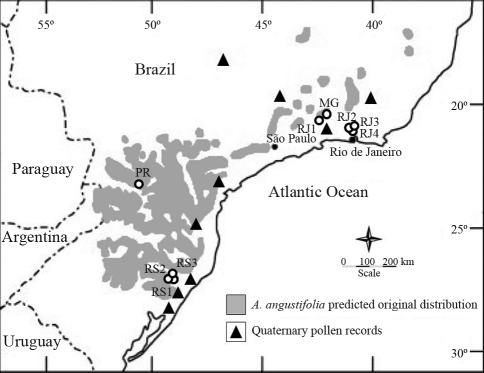 55º 50º 45º 40º
Brazil
20º
MG
RJ2
RJ3
RJ1
RJ4
São Paulo
Rio de Janeiro
Paraguay
PR
Atlantic Ocean
Argentina
25º
RS2
RS3
0 100 200 km
Scale
RS1
A. angustifolia predicted original distribution
Quaternary pollen records
Uruguay
30º